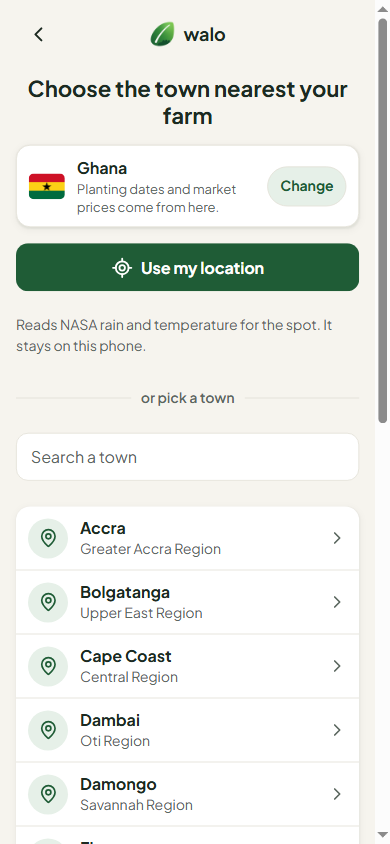 walo
Choose the town nearest your
farm
Ghana
Planting dates and market
prices come from here.
Change
Use my location
Reads NASA rain and temperature for the spot. It
stays on this phone.
or pick a town
Search a town
Accra
Greater Accra Region
Bolgatanga
Upper East Region
Cape Coast
Central Region
Dambai
Oti Region
Damongo
Savannah Region